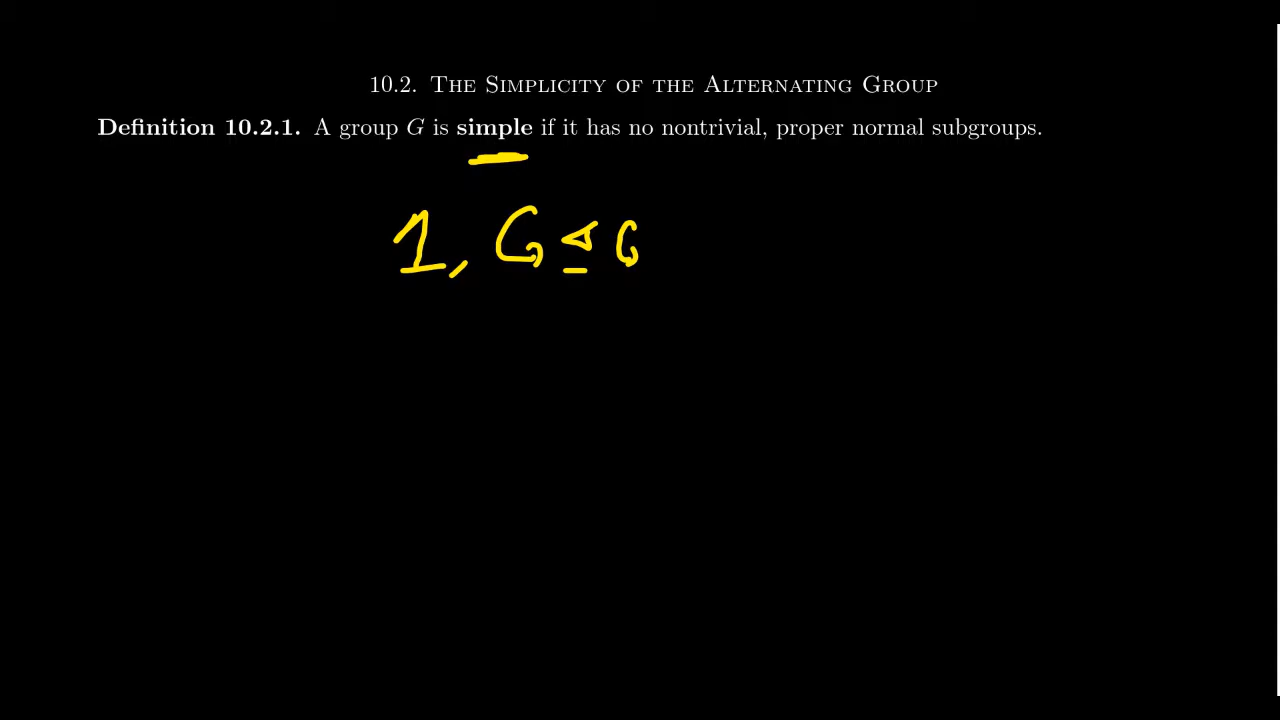 10.2. The Simplicity of the Alternating Group
Definition 10.2.1. A group G is simple if it has no nontrivial, proper normal subgroups.
1, G ⊴ G